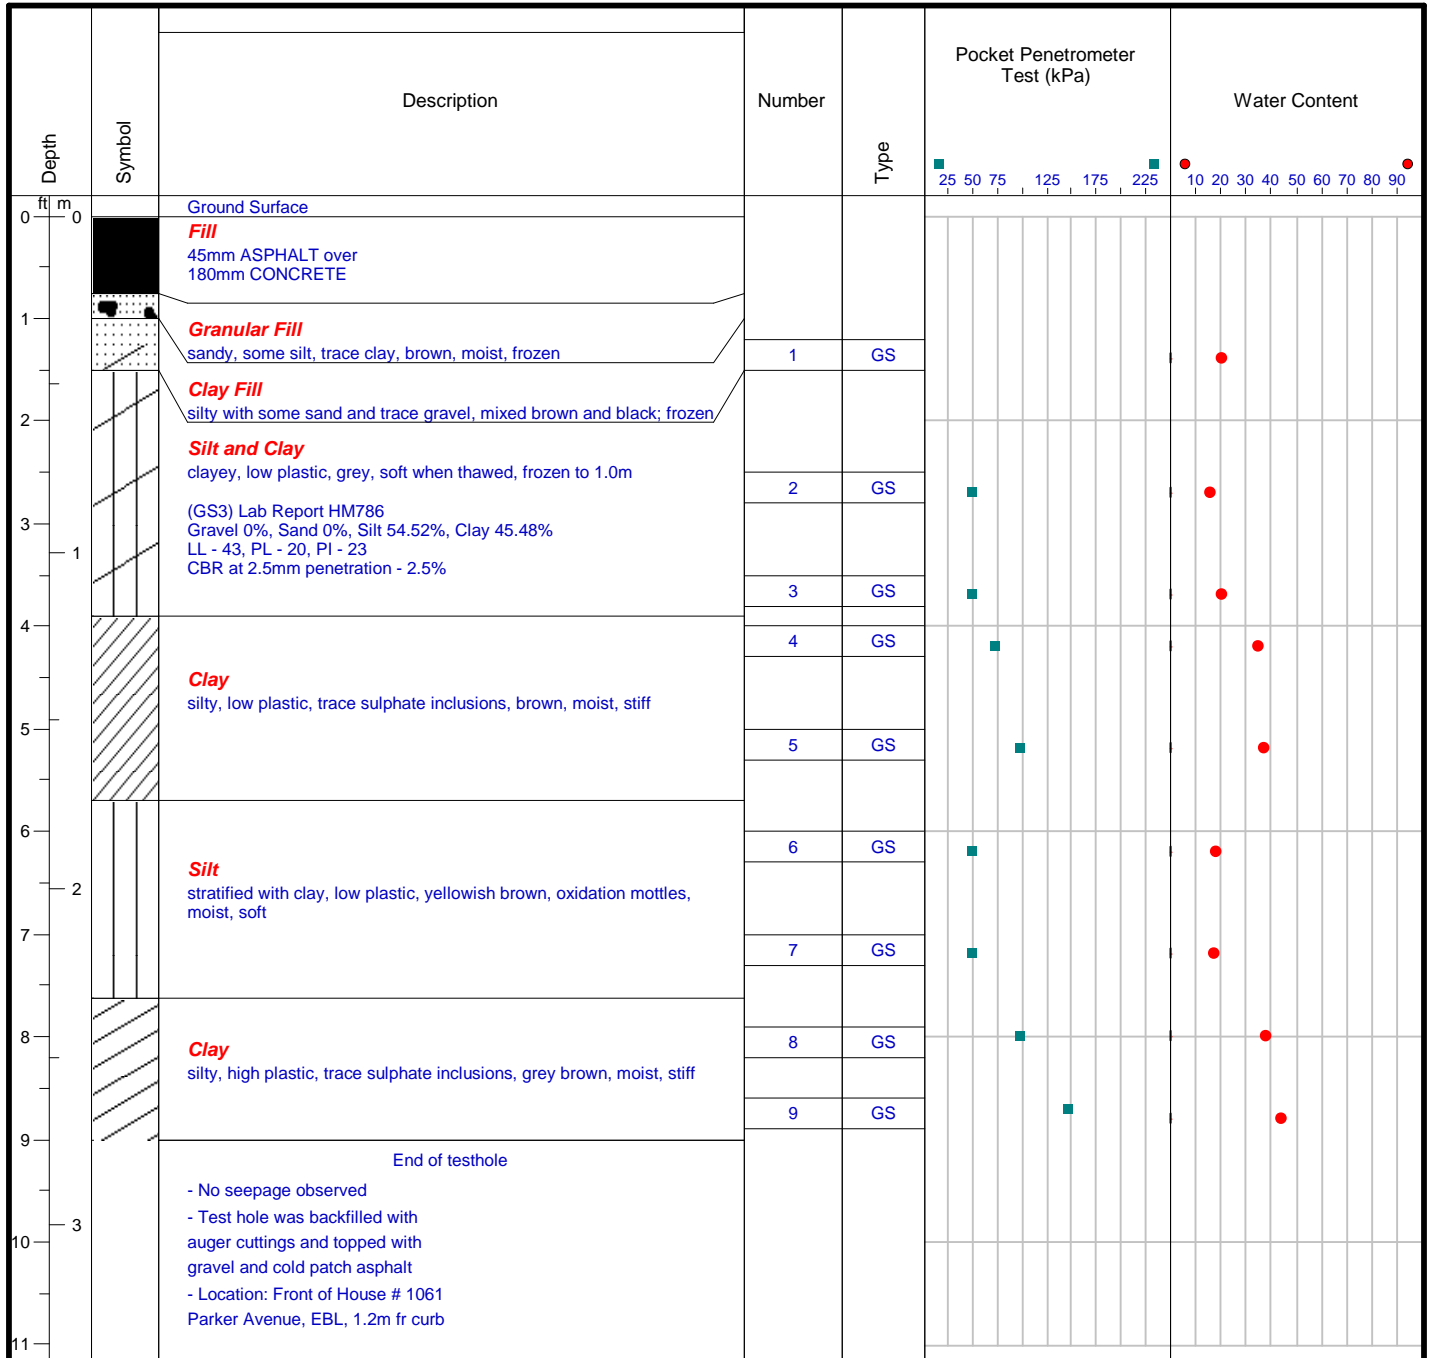 Depth
Symbol
Description
Number
Type
Pocket Penetrometer
Test (kPa)
Water Content
25 50 75 125 175 225
10 20 30 40 50 60 70 80 90
ft m
0 0
Ground Surface
Fill
45mm ASPHALT over
180mm CONCRETE
1
Granular Fill
sandy, some silt, trace clay, brown, moist, frozen
1 GS
Clay Fill
silty with some sand and trace gravel, mixed brown and black; frozen
2
Silt and Clay
clayey, low plastic, grey, soft when thawed, frozen to 1.0m
2 GS
(GS3) Lab Report HM786
3
Gravel 0%, Sand 0%, Silt 54.52%, Clay 45.48%
1
LL - 43, PL - 20, PI - 23
CBR at 2.5mm penetration - 2.5%
3 GS
4
4 GS
Clay
silty, low plastic, trace sulphate inclusions, brown, moist, stiff
5
5 GS
6
6 GS
Silt
2
stratified with clay, low plastic, yellowish brown, oxidation mottles,
moist, soft
7
7 GS
8
8 GS
Clay
silty, high plastic, trace sulphate inclusions, grey brown, moist, stiff
9 GS
9
End of testhole
- No seepage observed
- Test hole was backfilled with
3
auger cuttings and topped with
10
gravel and cold patch asphalt
- Location: Front of House # 1061
Parker Avenue, EBL, 1.2m fr curb
11